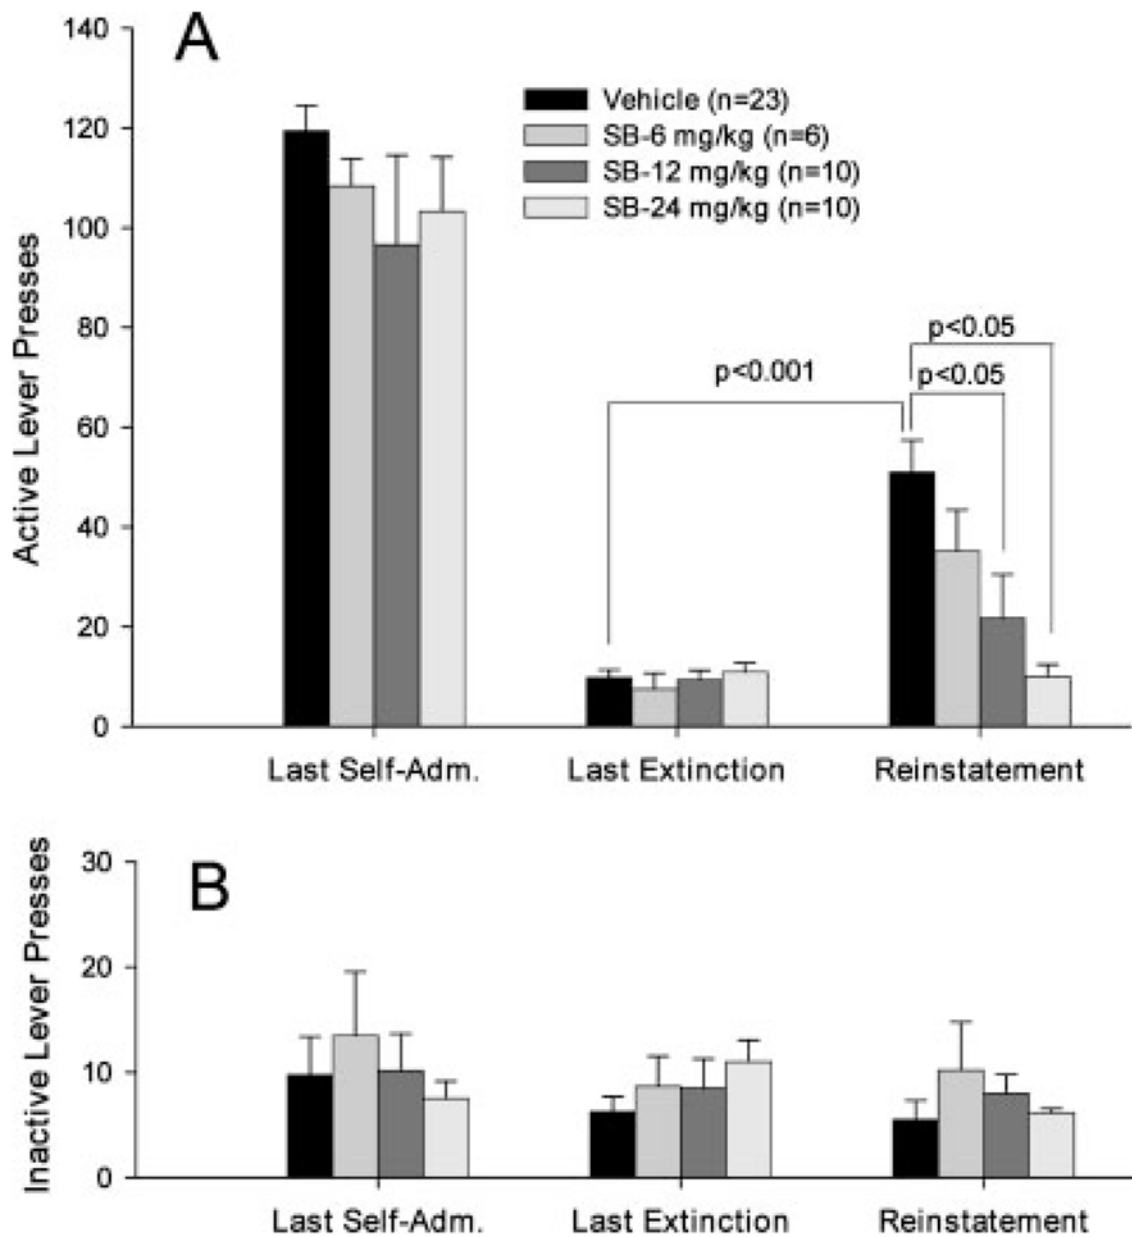 A
140
120
100
80
60
40
20
0
Active Lever Presses
Vehicle (n=23)
SB-6 mg/kg (n=6)
SB-12 mg/kg (n=10)
SB-24 mg/kg (n=10)
p<0.05
p<0.001
p<0.05
Last Self-Adm.
Last Extinction
Reinstatement
B
30
20
10
0
Inactive Lever Presses
Last Self-Adm.
Last Extinction
Reinstatement